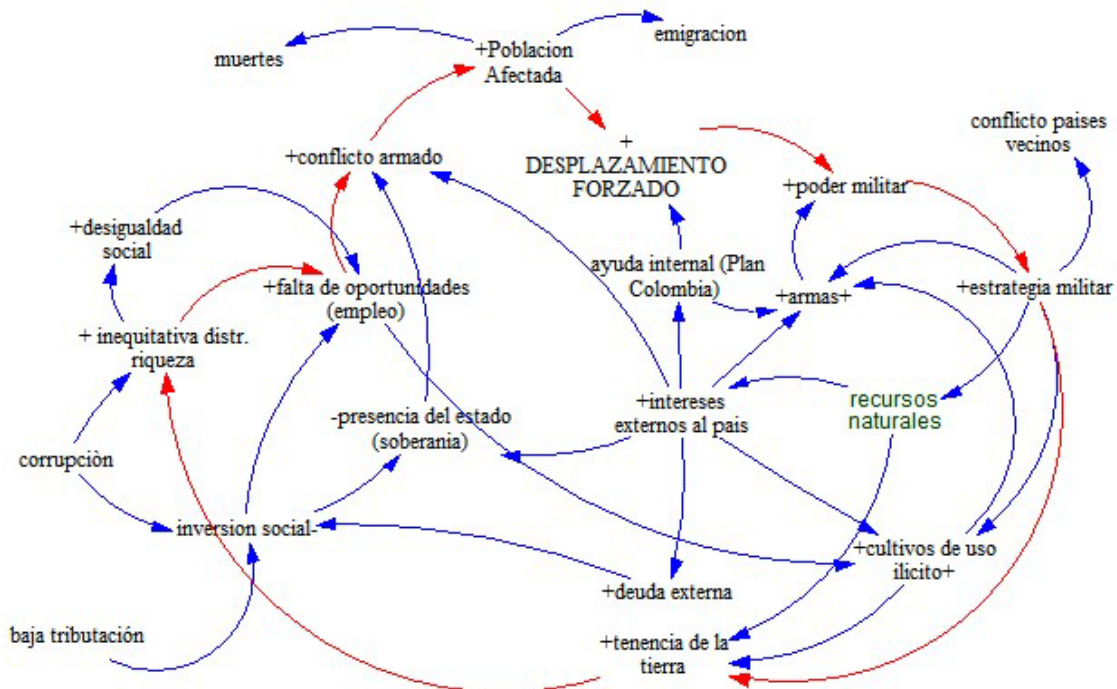 emigracion
muertes
+Poblacion
Afectada
conflicto paises
vecinos
+
DESPLAZAMIENTO
FORZADO
+conflicto armado
+poder militar
+desigualdad
social
ayuda internal (Plan
Colombia)
+falta de oportunidades
(empleo)
+armas+
+estrategia militar
+ inequitativa distr.
riqueza
-presencia del estado
(soberania)
+intereses
externos al pais
recursos
naturales
corrupciòn
inversion social-
+cultivos de uso
ilicito+
+deuda externa
baja tributación
+tenencia de la
tierra